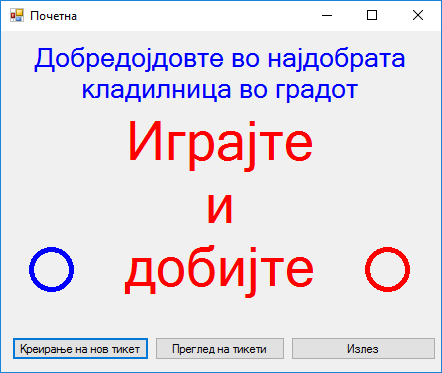 Почетна
Добредојдовте во најдобрата
кладилница во градот
Играјте
и
добијте
Креирање на нов тикет
Преглед на тикети
Излез